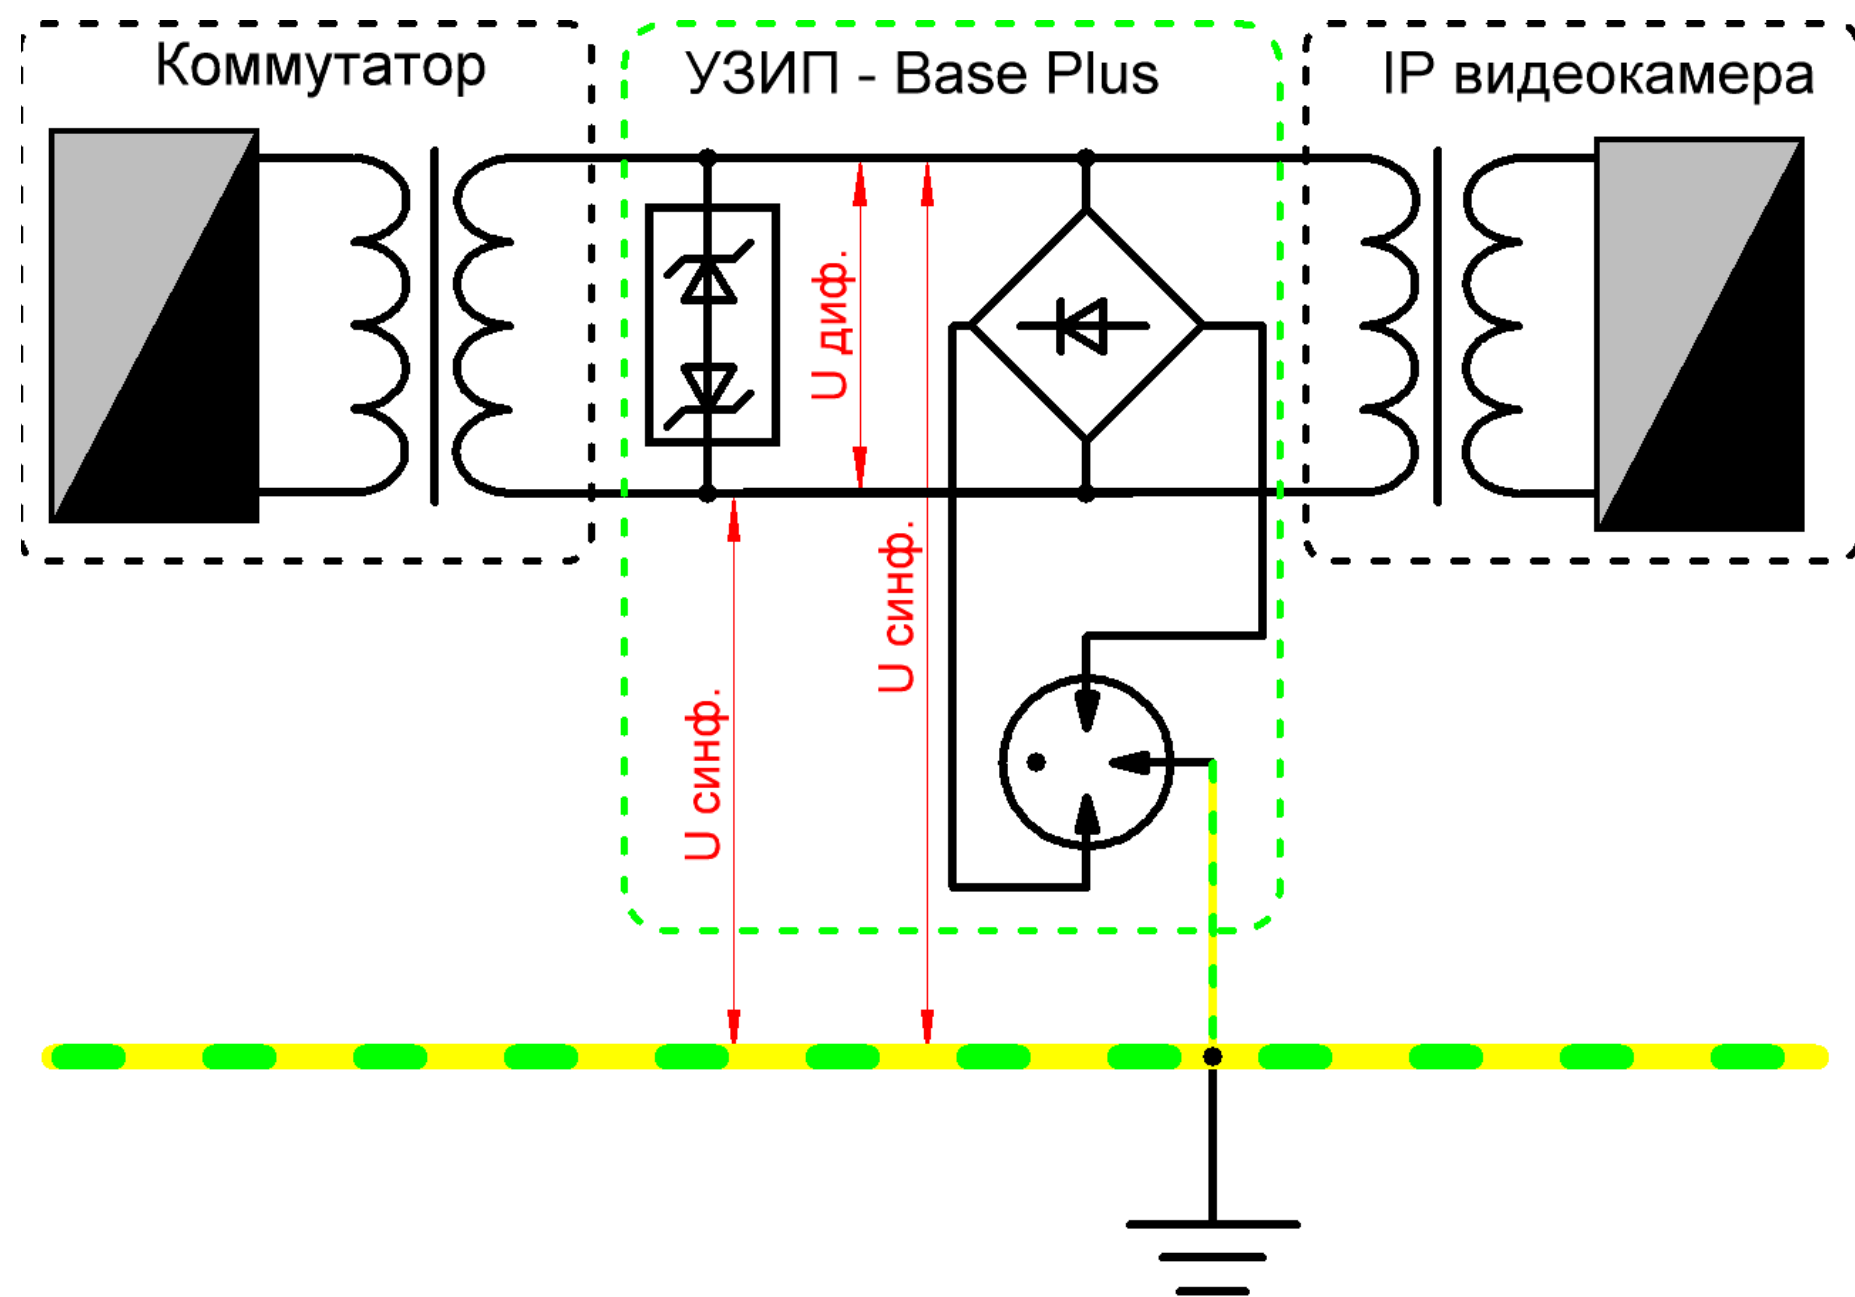 Коммутатор
УЗИП - Base Plus
IP видеокамера
U диф.
U синф.
U синф.